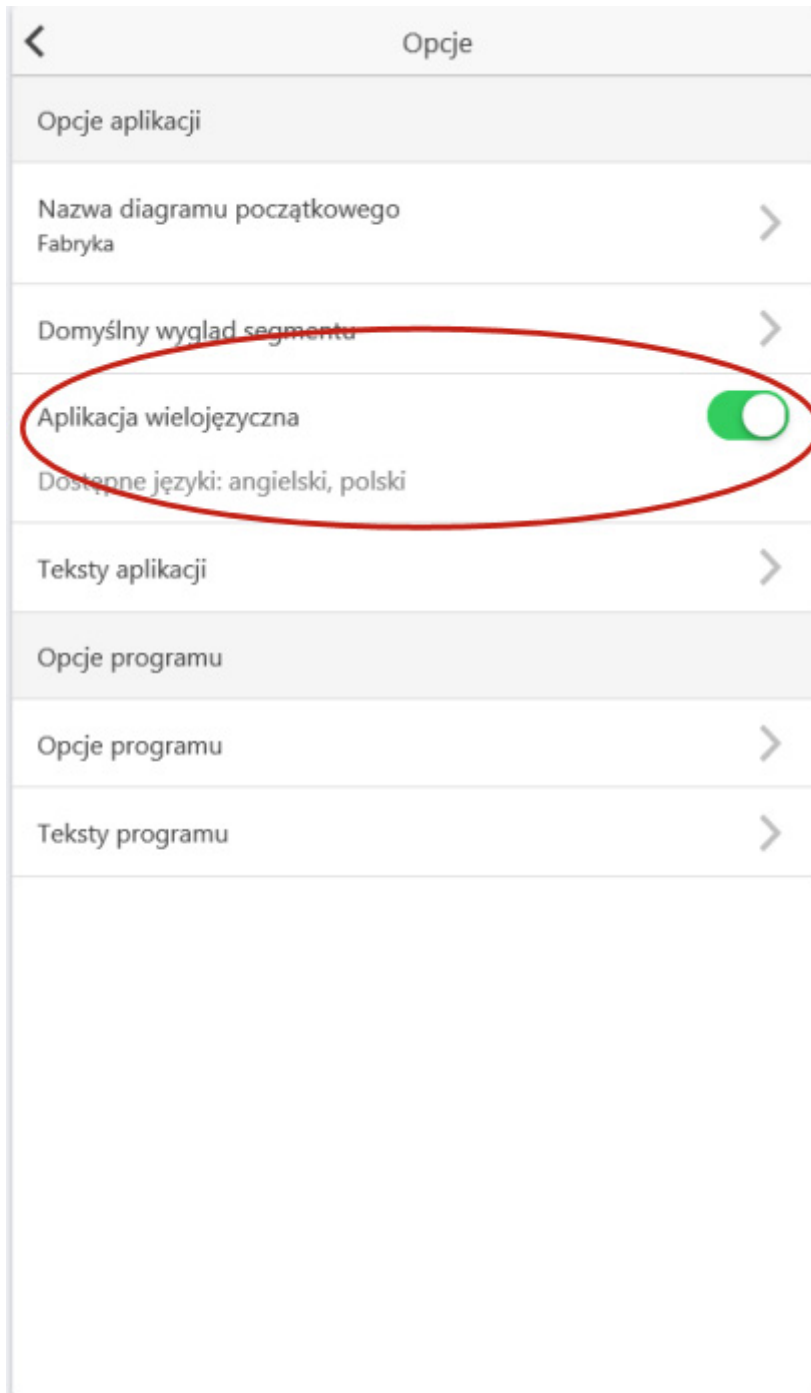 Opcje
Opcje aplikacji
Nazwa diagramu początkowego
Fabryka
Domyślny wygląd segmentu
Aplikacja wielojęzyczna
Dostępne języki: angielski, polski
Teksty aplikacji
Opcje programu
Opcje programu
Teksty programu